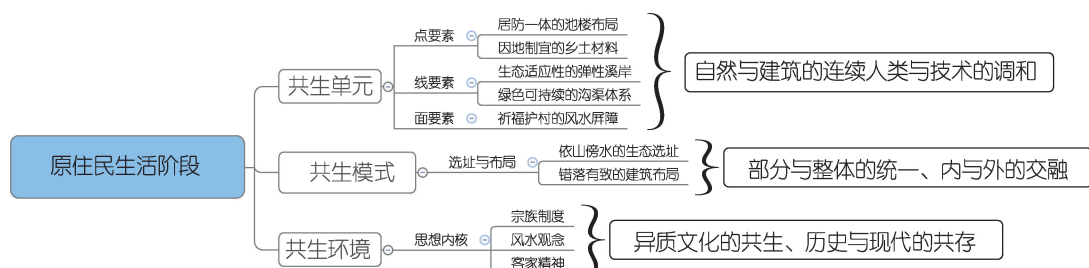 原住民生活阶段
共生单元
点要素
居防一体的池楼布局
因地制宜的乡土材料
线要素
生态适应性的弹性溪岸
绿色可持续的沟渠体系
面要素
祈福护村的风水屏障
自然与建筑的连续人类与技术的调和
共生模式
选址与布局
依山傍水的生态选址
错落有致的建筑布局
部分与整体的统一、内与外的交融
共生环境
思想内核
宗族制度
风水观念
客家精神
异质文化的共生、历史与现代的共存